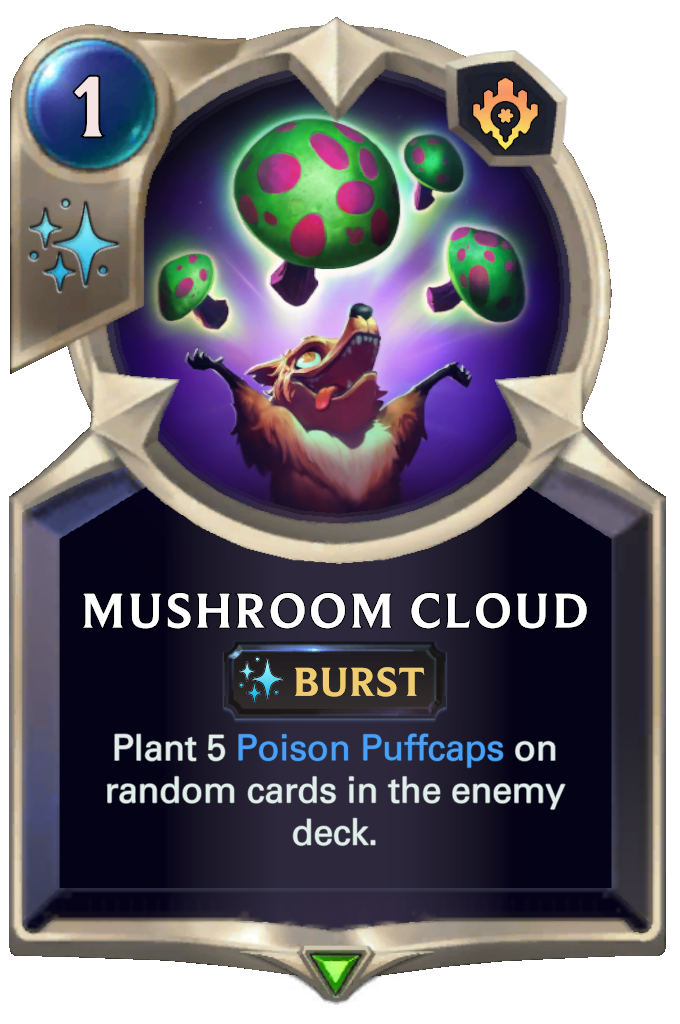 1
MUSHROOM CLOUD
BURST
Plant 5 Poison Puffcaps on
random cards in the enemy
deck.